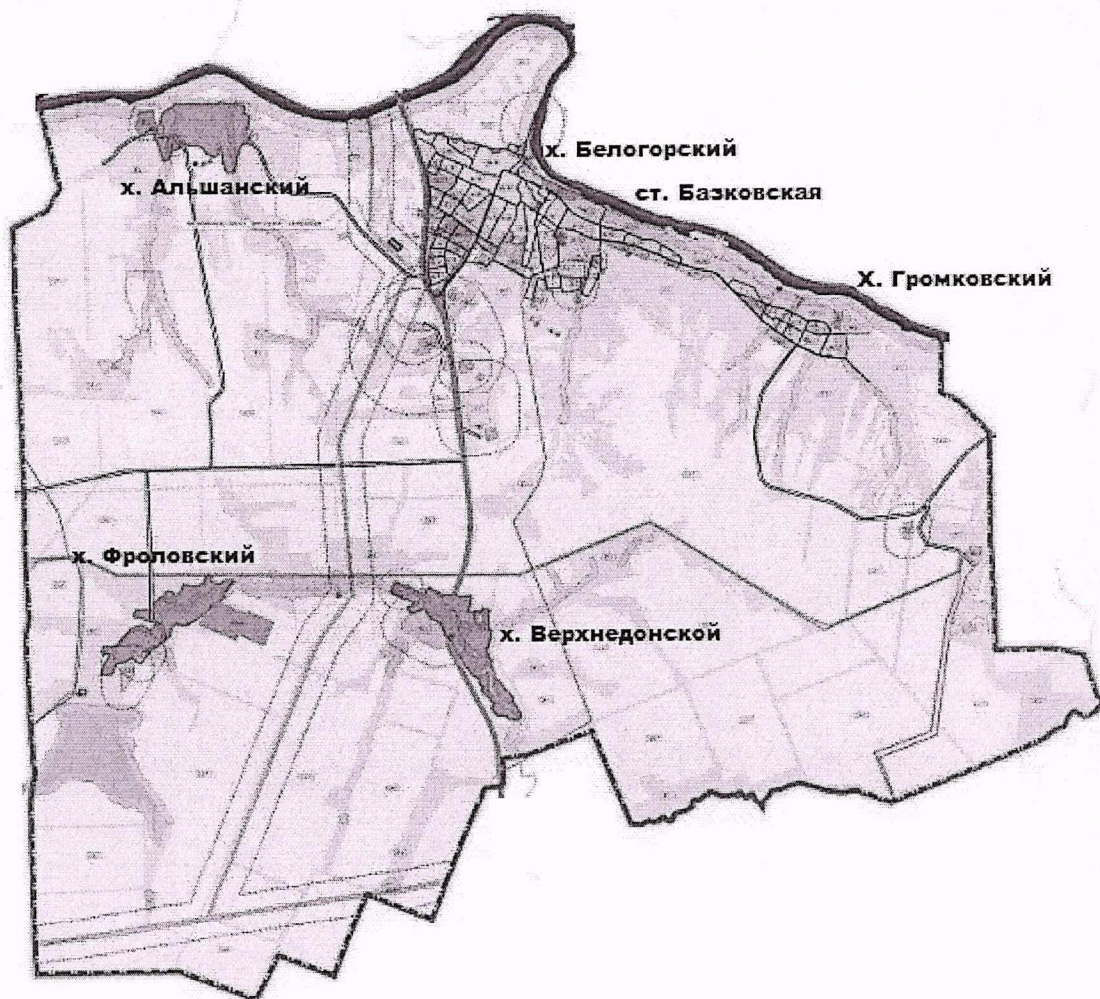 х. Белогорский
х. Альшанский
ст. Базковская
Х. Громковский
х. Фроловский
х. Верхнедонской